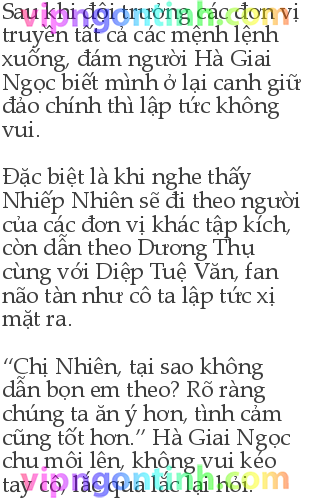 Sau khi đội trưởng các đơn vị
truyền tất cả các mệnh lệnh
xuống, đám người Hà Giai
Ngọc biết mình ở lại canh giữ
đảo chính thì lập tức không
vui.
Đặc biệt là khi nghe thấy
Nhiếp Nhiên sẽ đi theo người
của các đơn vị khác tập kích,
còn dẫn theo Dương Thụ
cùng với Diệp Tuệ Văn, fan
não tàn như cô ta lập tức xị
mặt ra.
“Chị Nhiên, tại sao không
dẫn bọn em theo? Rõ ràng
chúng ta ăn ý hơn, tình cảm
cũng tốt hơn.” Hà Giai Ngọc
chu môi lên, không vui kéo
tay cô, lắc qua lắc lại hỏi.
vipngontinh.com
vipngontinh.com